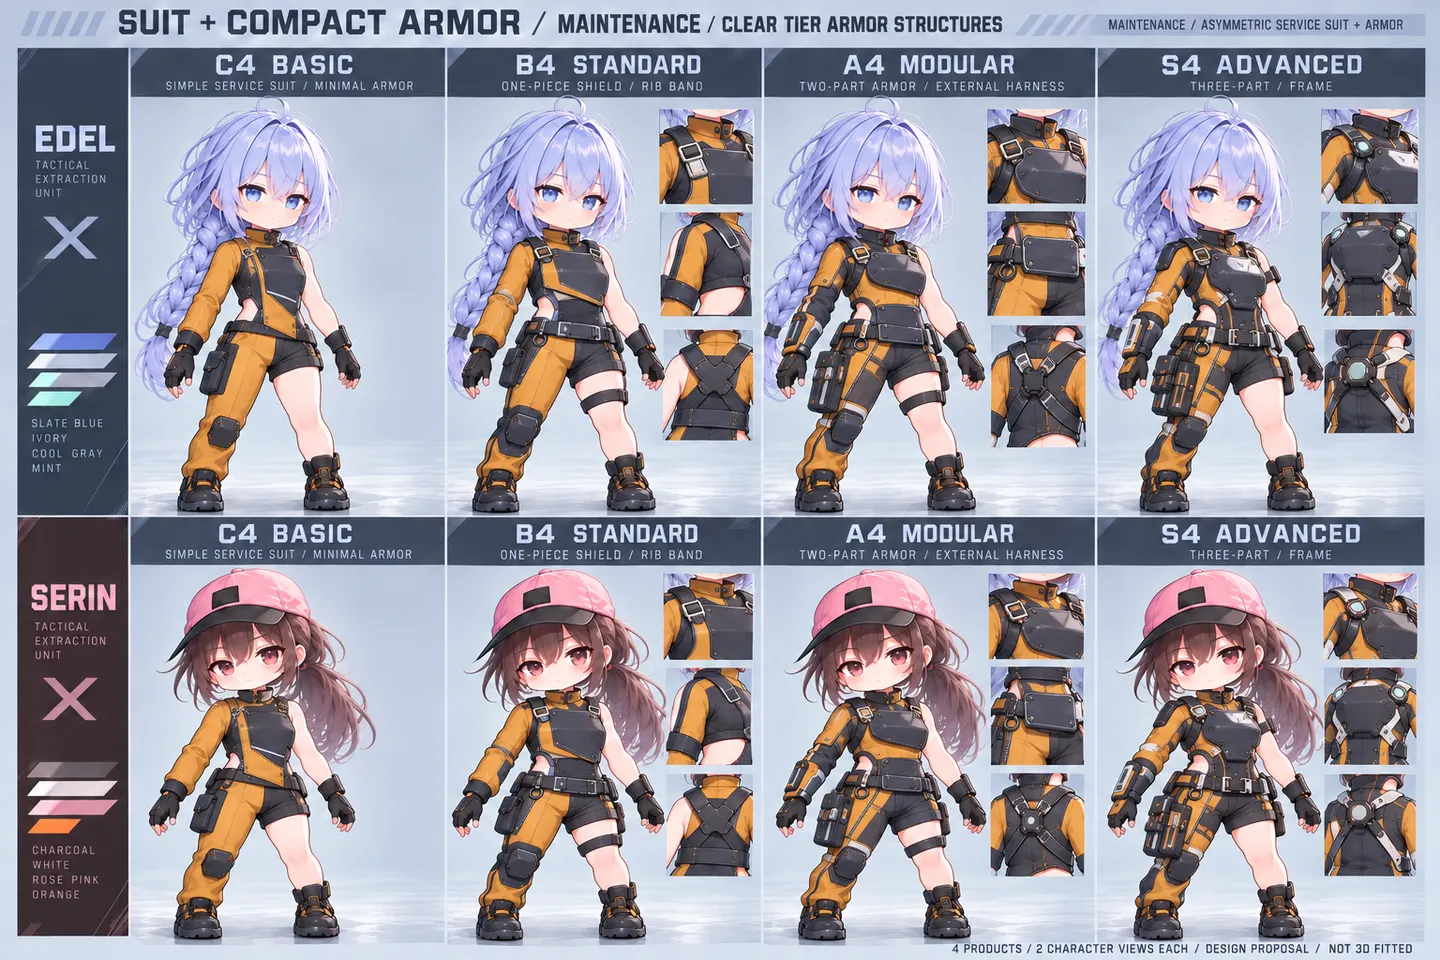 SUIT + COMPACT ARMOR / MAINTENANCE / CLEAR TIER ARMOR STRUCTURES
MAINTENANCE / ASYMMETRIC SERVICE SUIT + ARMOR
EDEL
TACTICAL
EXTRACTION
UNIT
SLATE BLUE
IVORY
COOL GRAY
MINT
C4 BASIC
SIMPLE SERVICE SUIT / MINIMAL ARMOR
B4 STANDARD
ONE-PIECE SHIELD / RIB BAND
A4 MODULAR
TWO-PART ARMOR / EXTERNAL HARNESS
S4 ADVANCED
THREE-PART / FRAME
SERIN
TACTICAL
EXTRACTION
UNIT
CHARCOAL
WHITE
ROSE PINK
ORANGE
C4 BASIC
SIMPLE SERVICE SUIT / MINIMAL ARMOR
B4 STANDARD
ONE-PIECE SHIELD / RIB BAND
A4 MODULAR
TWO-PART ARMOR / EXTERNAL HARNESS
S4 ADVANCED
THREE-PART / FRAME
4 PRODUCTS / 2 CHARACTER VIEWS EACH / DESIGN PROPOSAL / NOT 3D FITTED